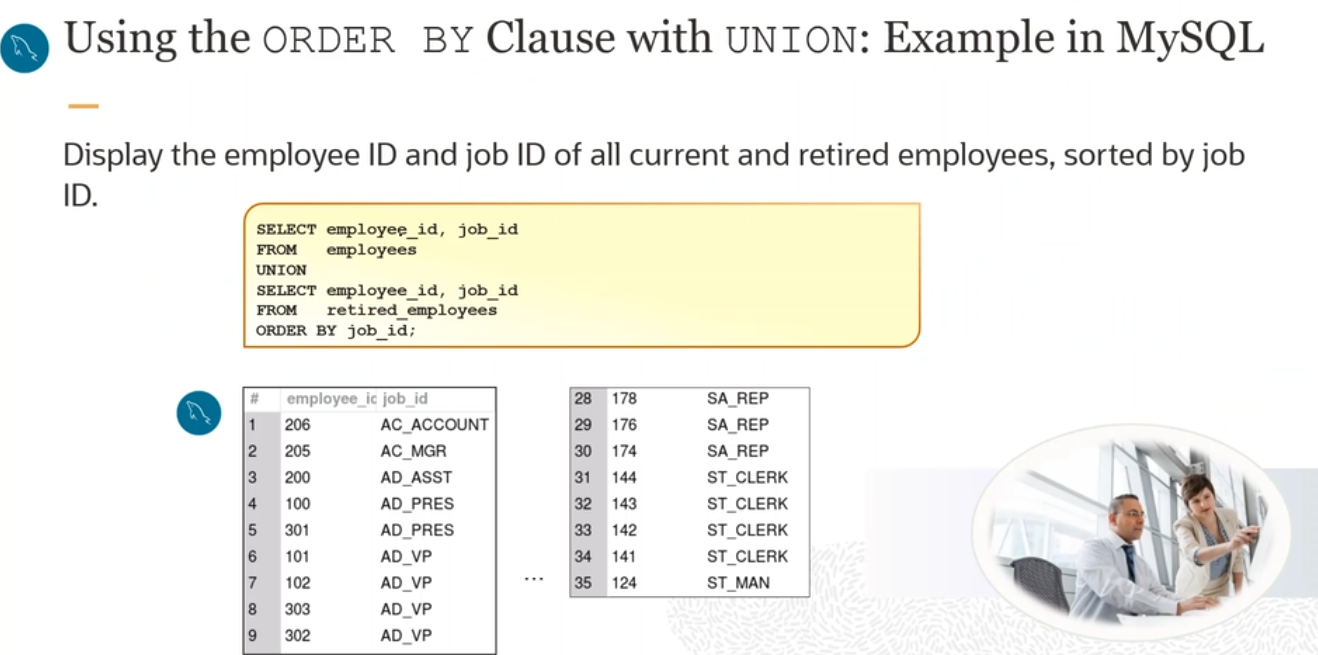 Using the ORDER BY Clause with UNION: Example in MySQL
Display the employee ID and job ID of all current and retired employees, sorted by job
ID.
SELECT employee_id, job_id
FROM employees
UNION
SELECT employee_id, job_id
FROM retired_employees
ORDER BY job_id;
# employee_id job_id
1 206 AC_ACCOUNT
2 205 AC_MGR
3 200 AD_ASST
4 100 AD_PRES
5 301 AD_PRES
6 101 AD_VP
7 102 AD_VP
8 303 AD_VP
9 302 AD_VP
...
28 178 SA_REP
29 176 SA_REP
30 174 SA_REP
31 144 ST_CLERK
32 143 ST_CLERK
33 142 ST_CLERK
34 141 ST_CLERK
35 124 ST_MAN